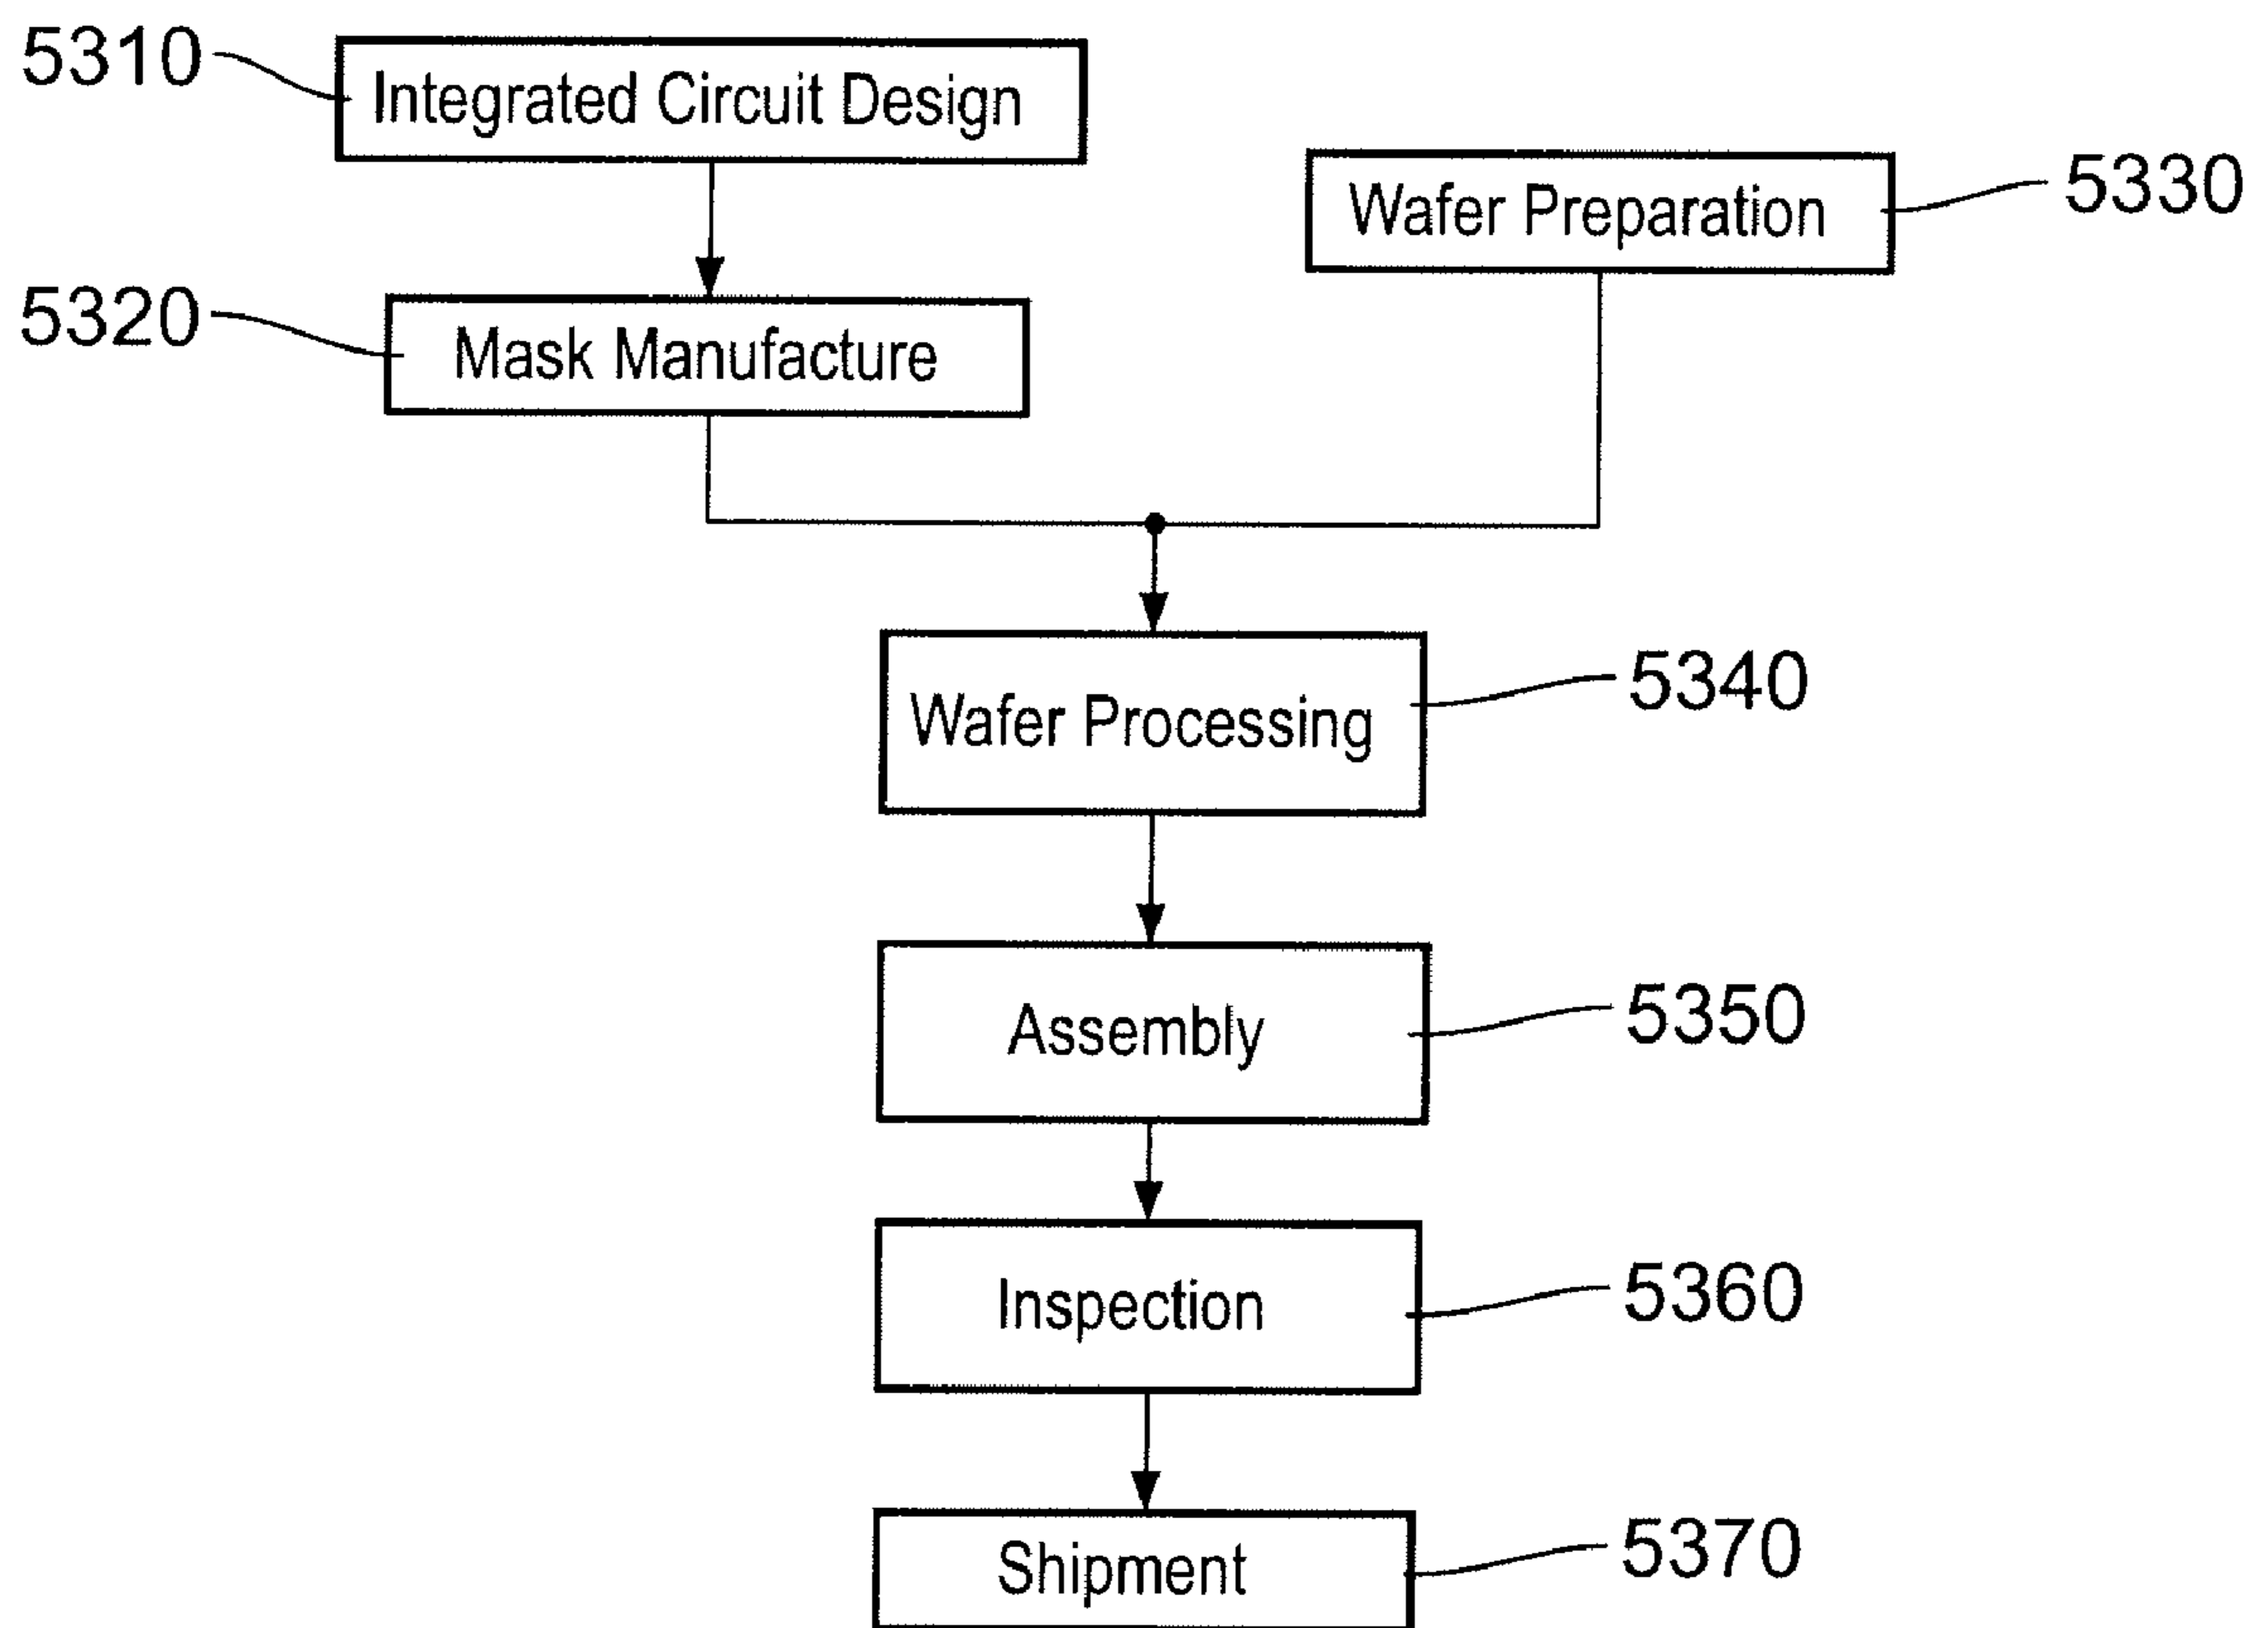 5310
Integrated Circuit Design
Wafer Preparation
5330
5320
Mask Manufacture
Wafer Processing
5340
Assembly
5350
Inspection
5360
Shipment
5370